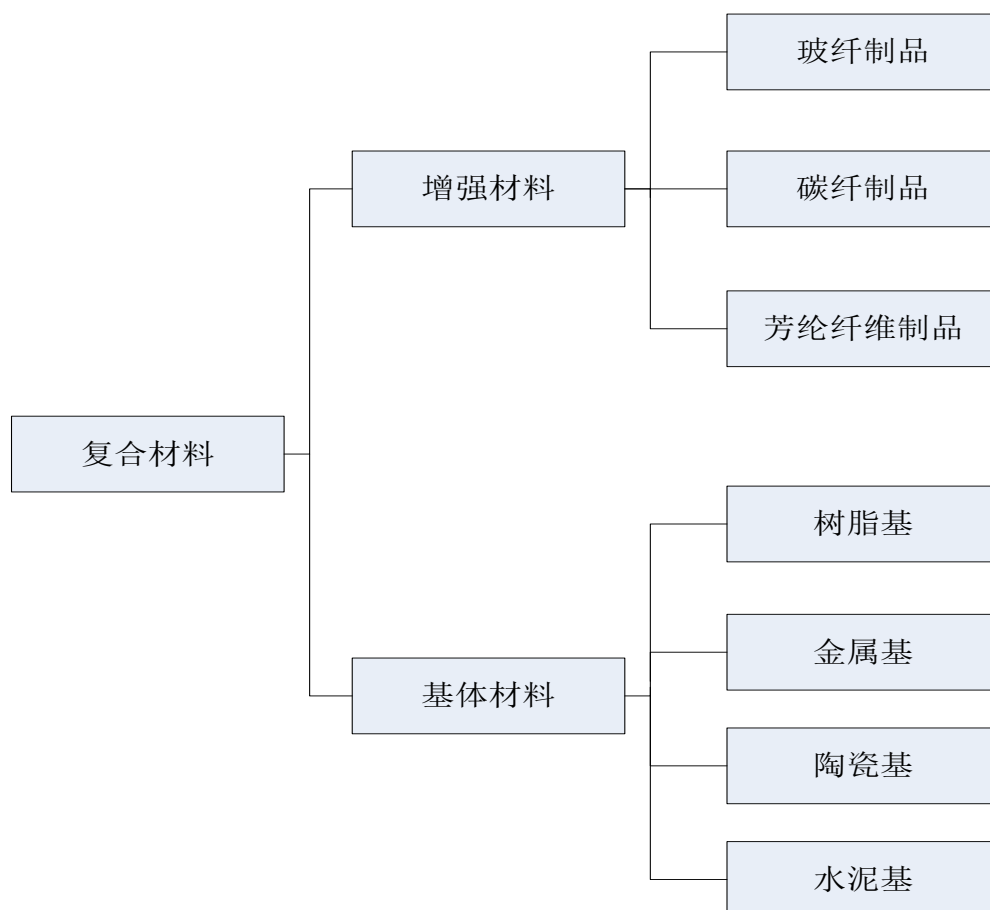 玻纤制品
增强材料
碳纤制品
芳纶纤维制品
复合材料
树脂基
金属基
基体材料
陶瓷基
水泥基